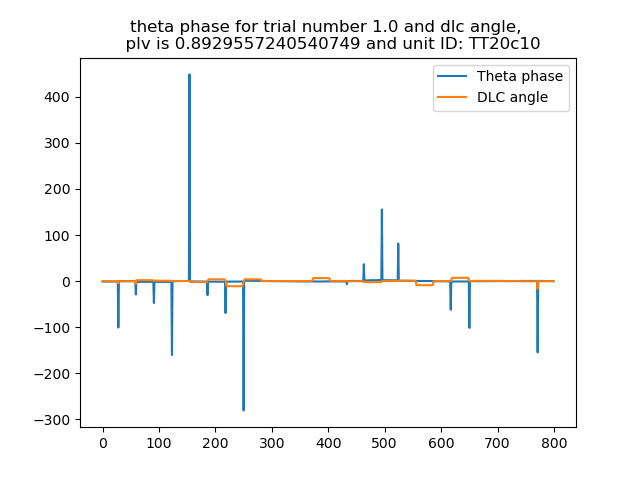 theta phase for trial number 1.0 and dlc angle,
plv is 0.8929557240540749 and unit ID: TT20c10
Theta phase
DLC angle
400
300
200
100
0
−100
−200
−300
0 100 200 300 400 500 600 700 800